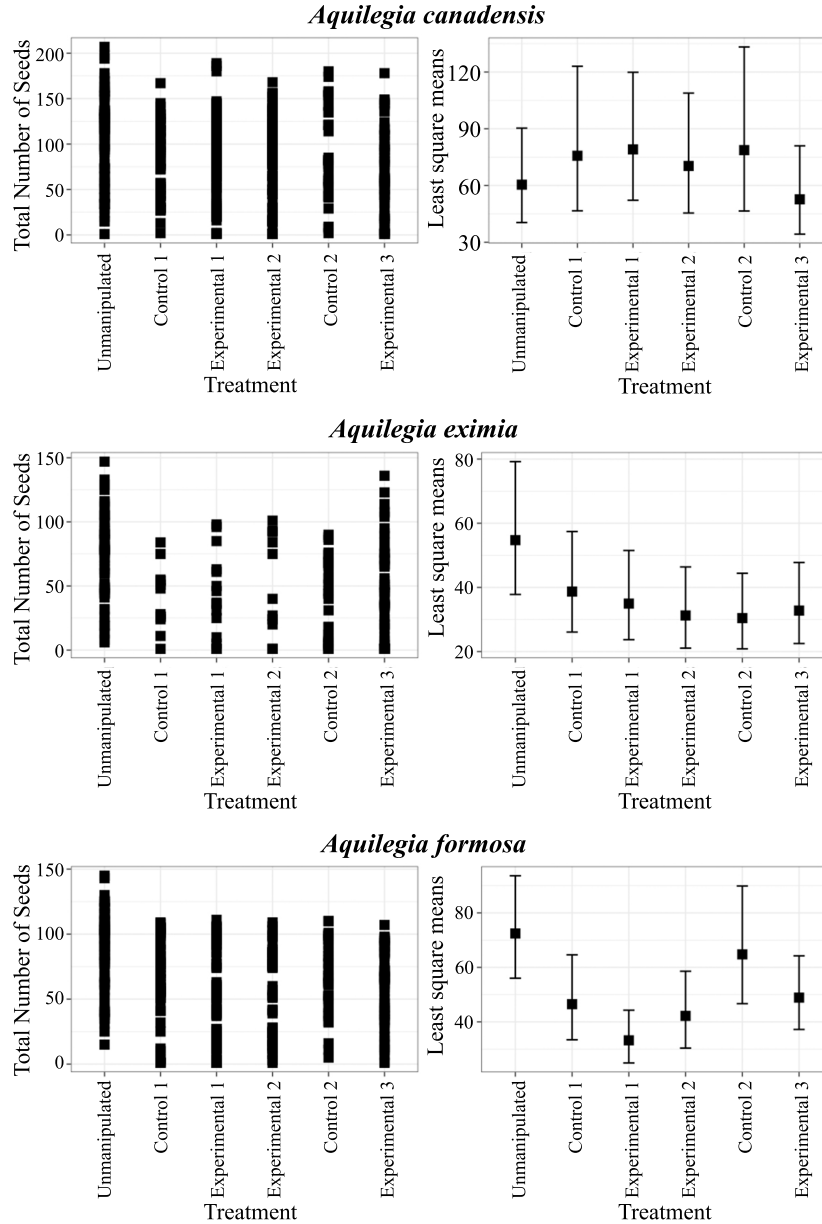 Aquilegia canadensis
Total Number of Seeds
200
150
100
50
0
Unmanipulated
Control 1
Experimental 1
Experimental 2
Control 2
Experimental 3
Treatment
Least square means
120
90
60
30
Unmanipulated
Control 1
Experimental 1
Experimental 2
Control 2
Experimental 3
Treatment
Aquilegia eximia
Total Number of Seeds
150
100
50
0
Unmanipulated
Control 1
Experimental 1
Experimental 2
Control 2
Experimental 3
Treatment
Least square means
80
60
40
20
Unmanipulated
Control 1
Experimental 1
Experimental 2
Control 2
Experimental 3
Treatment
Aquilegia formosa
Total Number of Seeds
150
100
50
0
Unmanipulated
Control 1
Experimental 1
Experimental 2
Control 2
Experimental 3
Treatment
Least square means
80
60
40
Unmanipulated
Control 1
Experimental 1
Experimental 2
Control 2
Experimental 3
Treatment